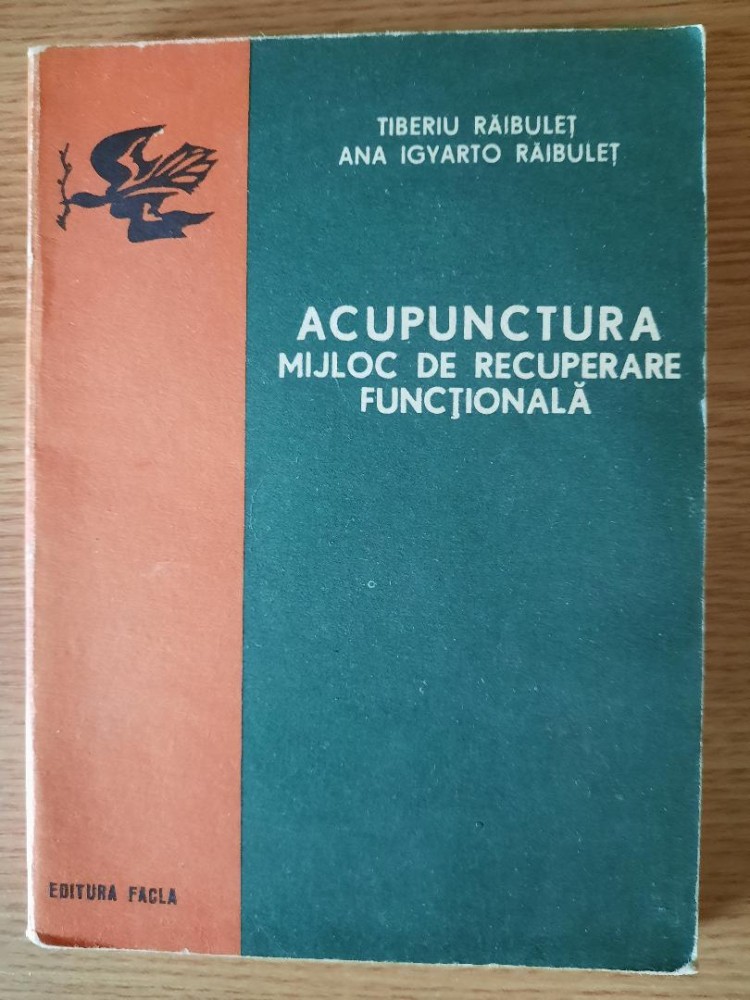 TIBERIU RĂIBULEȚ
ANA IGYARTO RĂIBULEȚ
ACUPUNCTURA
MIJLOC DE RECUPERARE
FUNCȚIONALĂ
EDITURA FACLA